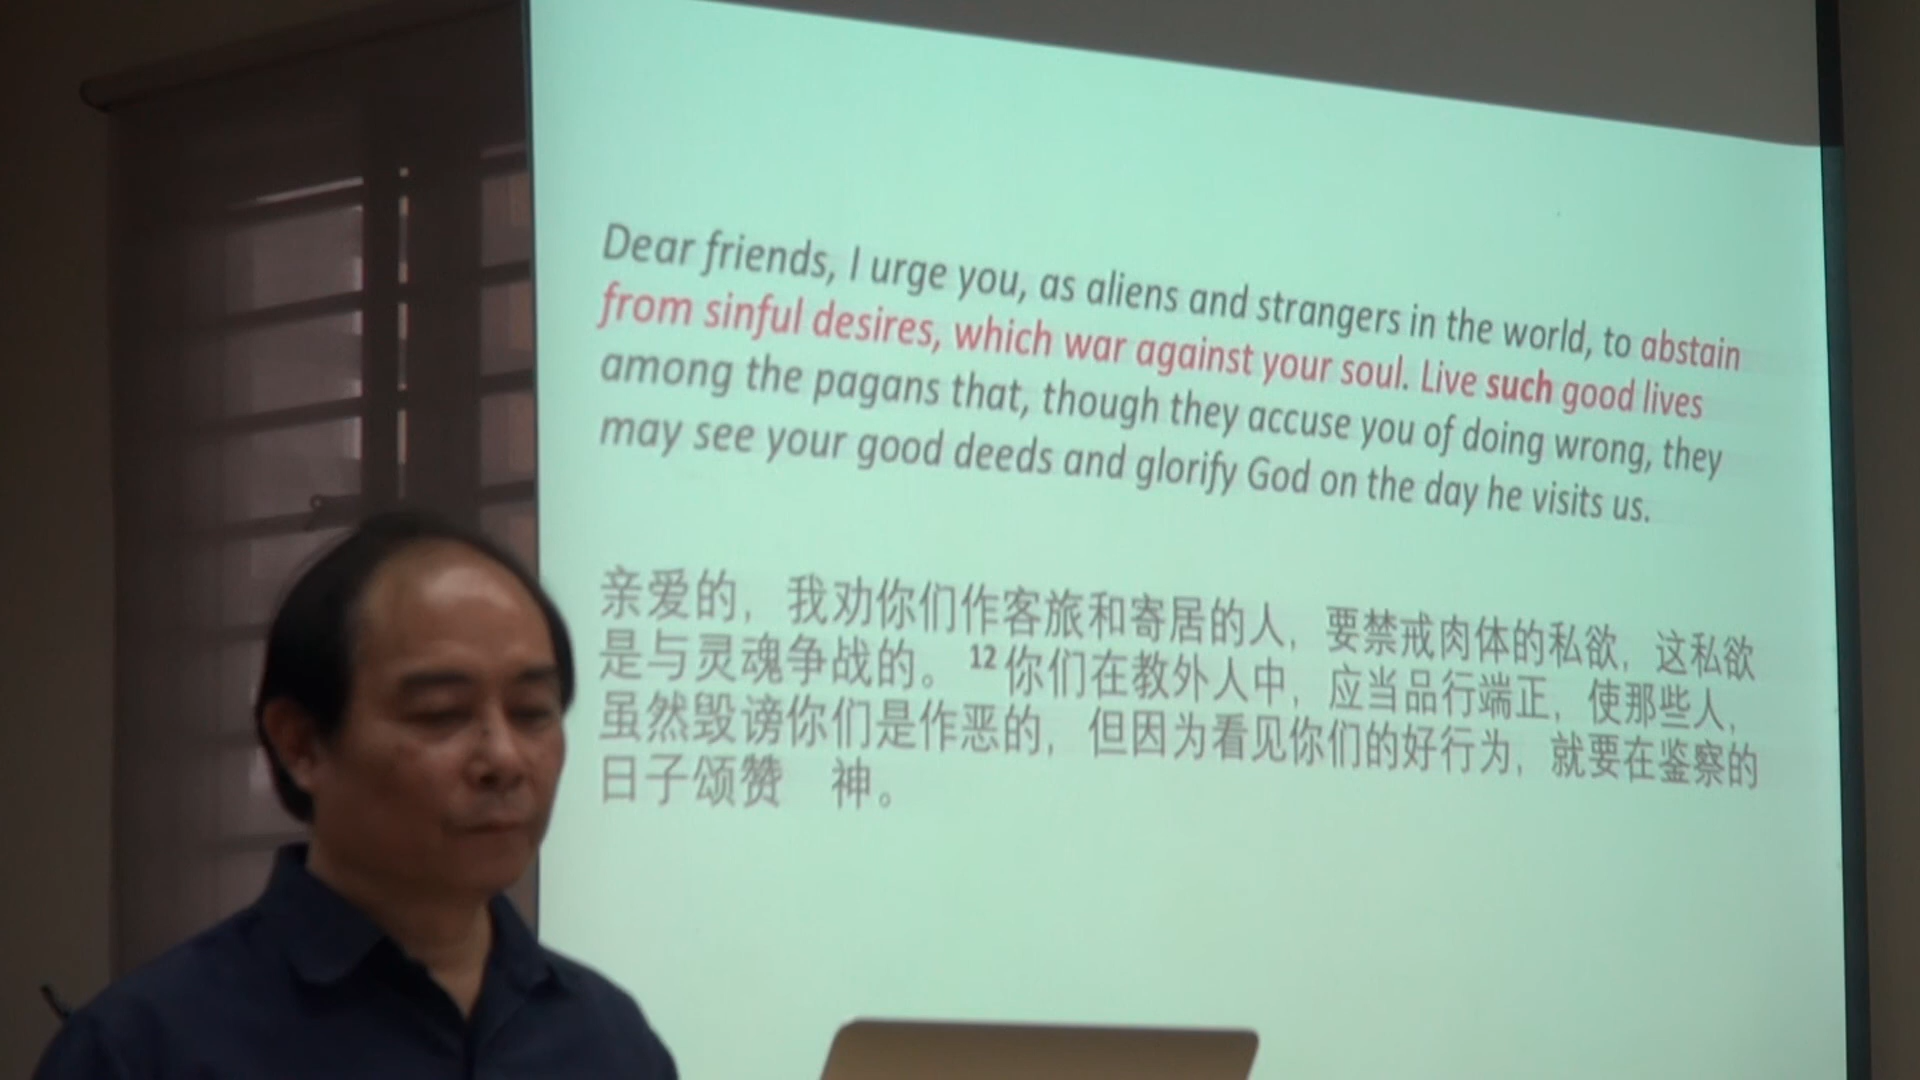 Dear friends, I urge you, as aliens and strangers in the world, to abstain
from sinful desires, which war against your soul. Live such good lives
among the pagans that, though they accuse you of doing wrong, they
may see your good deeds and glorify God on the day he visits us.
亲爱的，我劝你们作客旅和寄居的人，要禁戒肉体的私欲，这私欲
是与灵魂争战的。12 你们在教外人中，应当品行端正，使那些人，
虽然毁谤你们是作恶的，但因为看见你们的好行为，就要在鉴察的
日子颂赞　神。